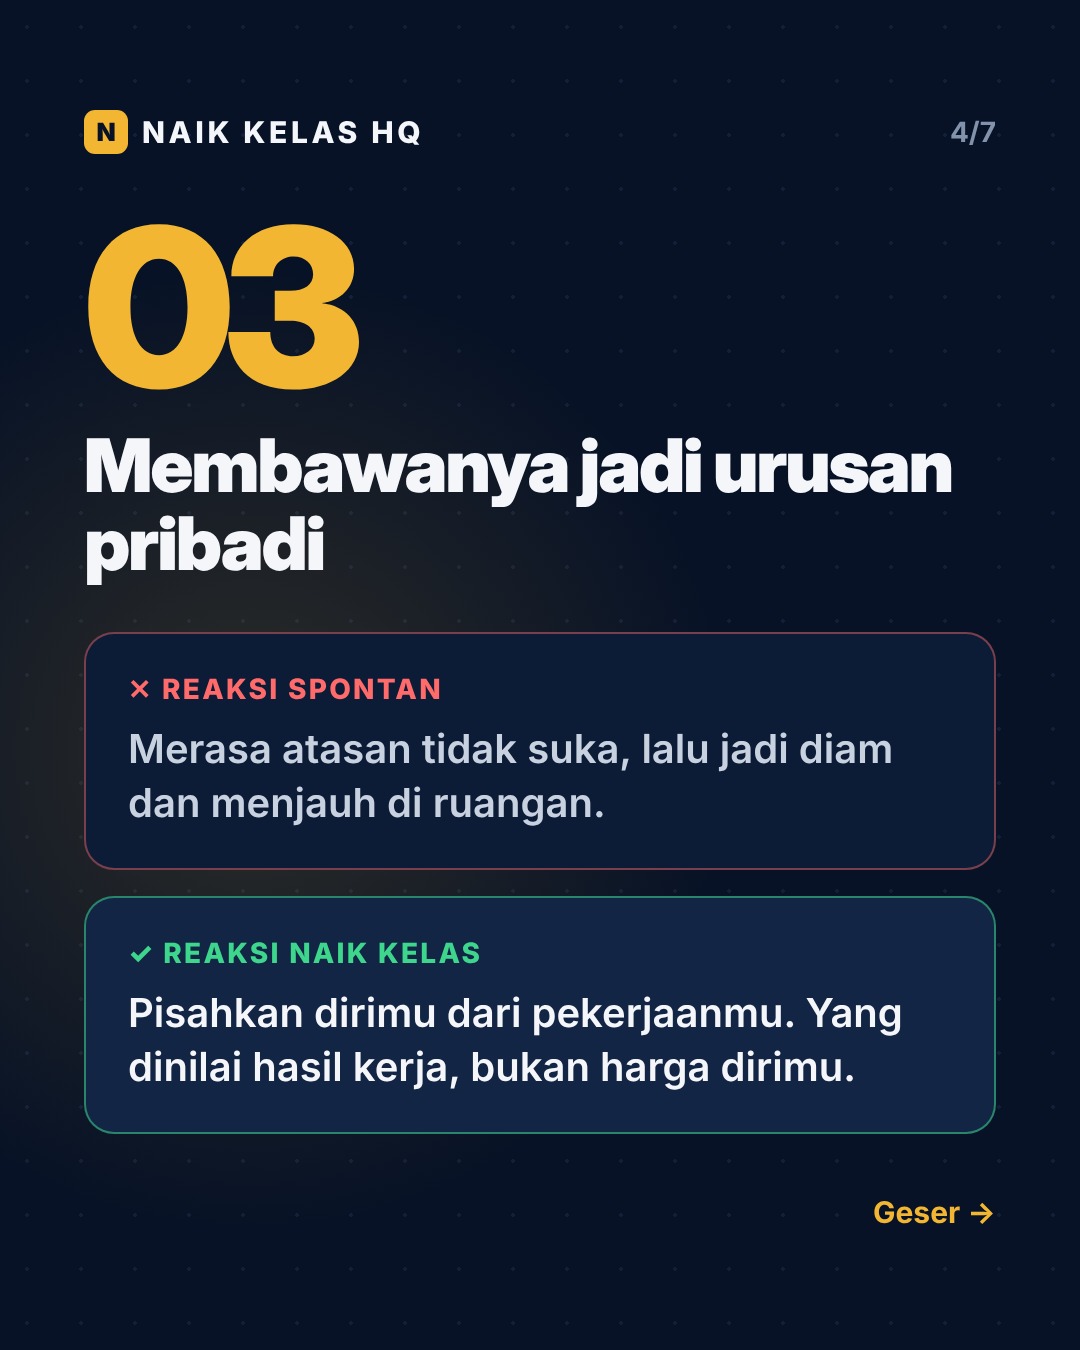 N NAIK KELAS HQ
4/7
03
Membawanya jadi urusan
pribadi
✕ REAKSI SPONTAN
Merasa atasan tidak suka, lalu jadi diam
dan menjauh di ruangan.
✓ REAKSI NAIK KELAS
Pisahkan dirimu dari pekerjaanmu. Yang
dinilai hasil kerja, bukan harga dirimu.
Geser →